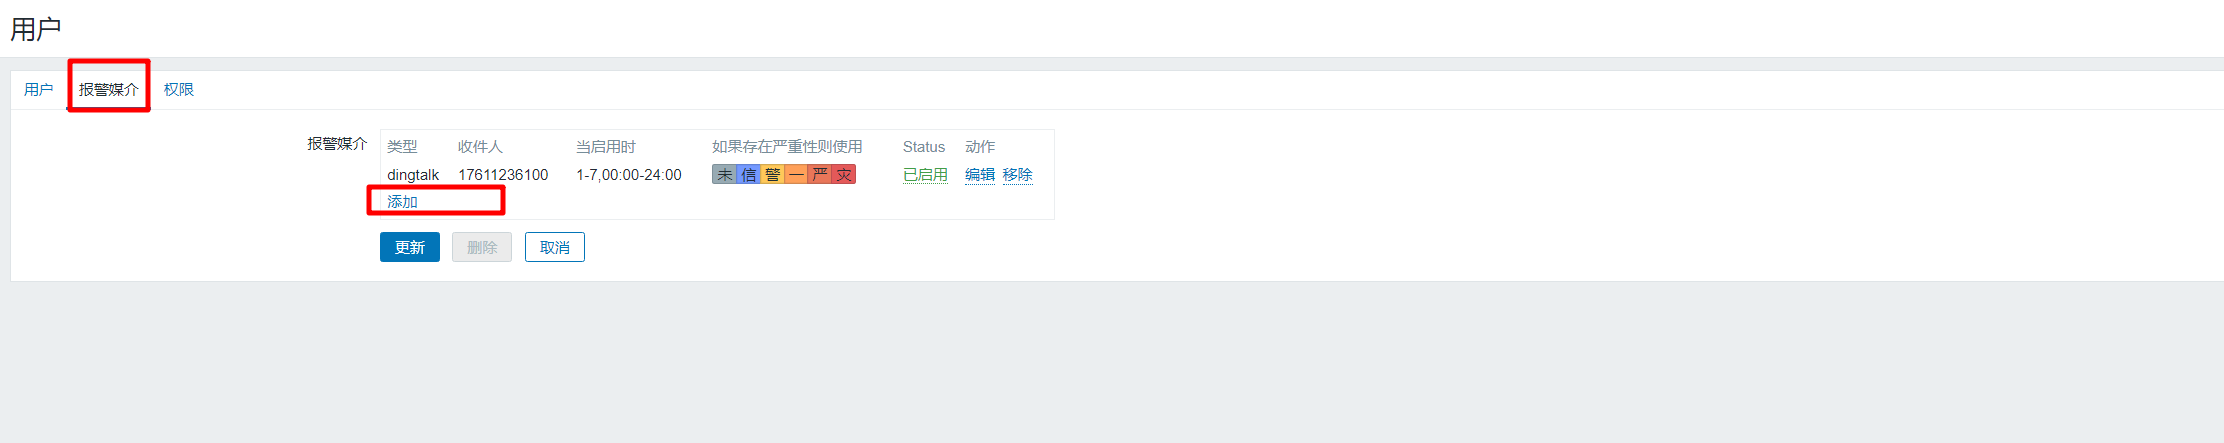 用户
用户 报警媒介 权限
报警媒介 类型 收件人 当启用时 如果存在严重性则使用 Status 动作
dingtalk 17611236100 1-7,00:00-24:00 未 信 警 一 严 灾 已启用 编辑 移除
添加
更新 删除 取消